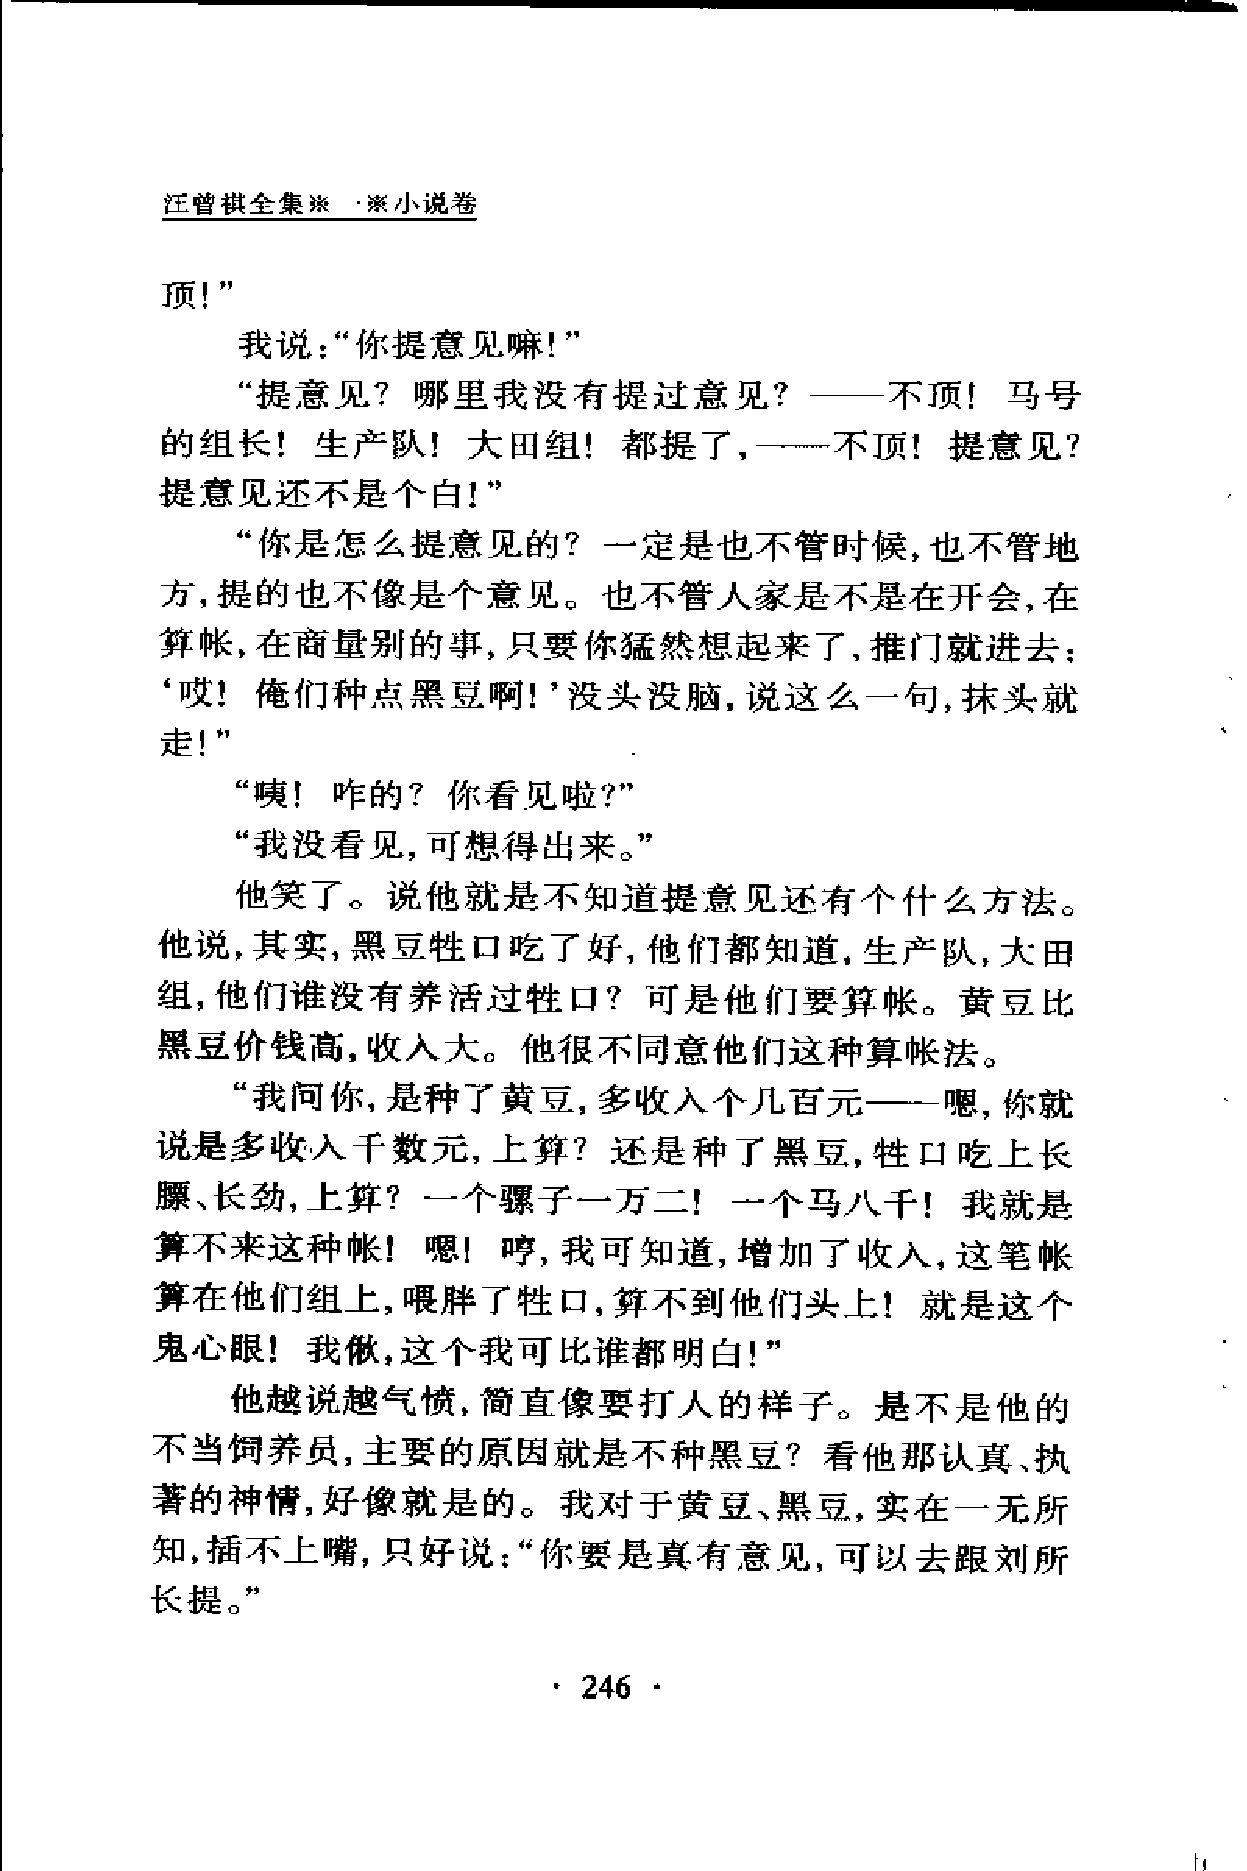 汪曾祺全集※一※小说卷
顶!”
我说:“你提意见嘛!”
“提意见? 哪里我没有提过意见? ——不顶! 马号
的组长! 生产队! 大田组! 都提了,——不顶! 提意见?
提意见还不是个白!”
“你是怎么提意见的? 一定是也不管时候,也不管地
方,提的也不像是个意见。也不管人家是不是在开会,在
算帐,在商量别的事,只要你猛然想起来了,推门就进去:
‘哎! 俺们种点黑豆啊!’没头没脑,说这么一句,抹头就
走!”
“咦! 咋的? 你看见啦?”
“我没看见,可想得出来。”
他笑了。说他就是不知道提意见还有个什么方法。
他说,其实,黑豆牲口吃了好,他们都知道,生产队,大田
组,他们谁没有养活过牲口? 可是他们要算帐。黄豆比
黑豆价钱高,收入大。他很不同意他们这种算帐法。
“我问你,是种了黄豆,多收入个几百元——嗯,你就
说是多收入千数元,上算? 还是种了黑豆,牲口吃上长
膘、长劲,上算? 一个骡子一万二! 一个马八千! 我就是
算不来这种帐! 嗯! 哼,我可知道,增加了收入,这笔帐
算在他们组上,喂胖了牲口,算不到他们头上! 就是这个
鬼心眼! 我俶,这个我可比谁都明白!”
他越说越气愤,简直像要打人的样子。是不是他的
不当饲养员,主要的原因就是不种黑豆? 看他那认真、执
著的神情,好像就是的。我对于黄豆、黑豆,实在一无所
知,插不上嘴,只好说:“你要是真有意见,可以去跟刘所
长提。”
· 246 ·